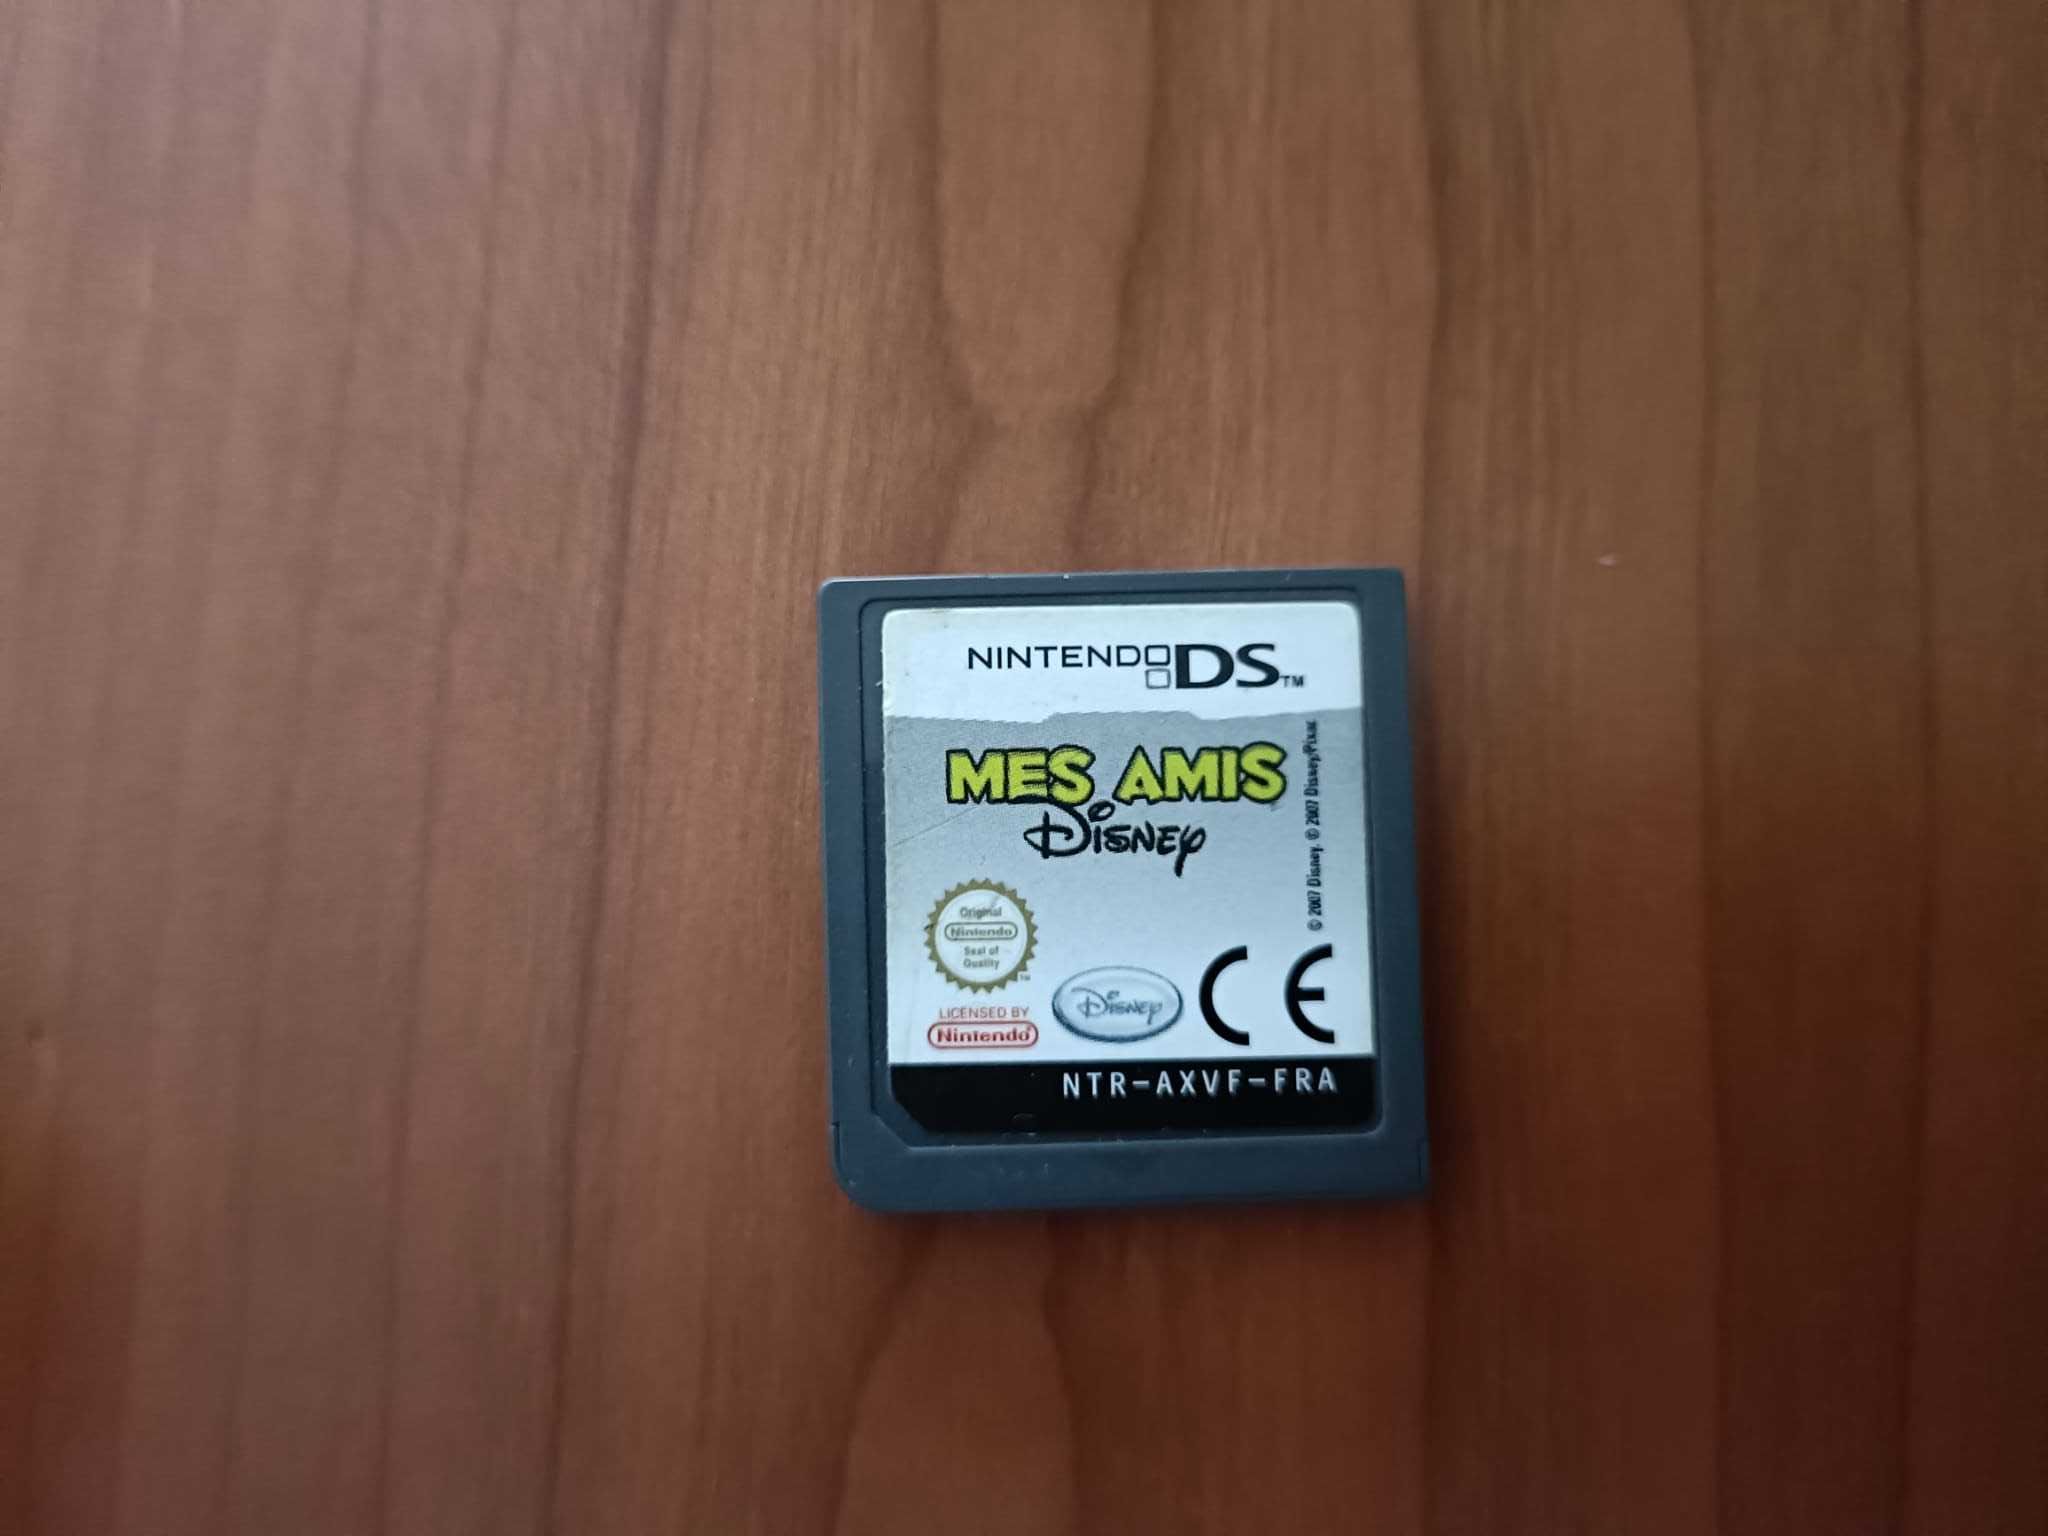 NINTENDO DS™
MES AMIS
Disney
© 2007 Disney. © 2007 Disney/Pixar.
Original
Nintendo
Seal of
Quality
™
LICENSED BY
Nintendo®
Disney
CE
NTR-AXVF-FRA